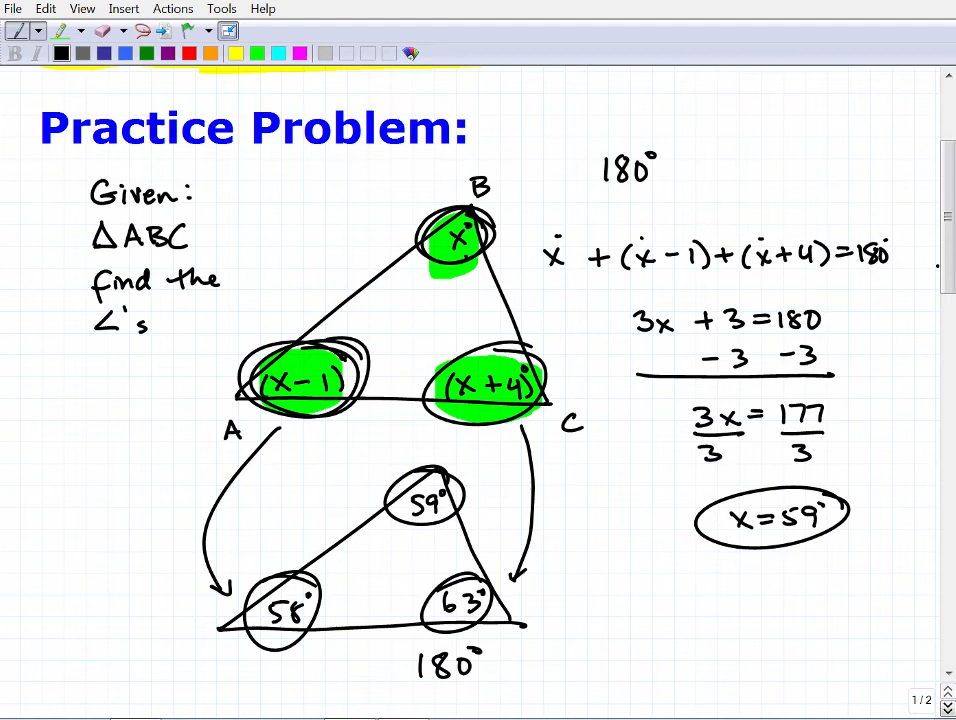 File Edit View Insert Actions Tools Help
B I
Practice Problem:
Given:
△ABC
find the
∠'s
B
x°
(x-1)
(x+4)°
A
C
180°
x + (x-1)+(x+4)=180°
3x + 3 = 180
-3 -3
3x = 177
3 3
x = 59°
59°
58°
63°
180°
1 / 2